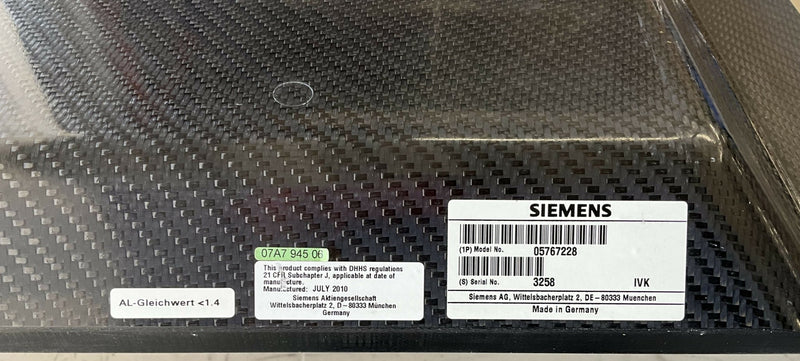 SIEMENS
(1P) Model No. 05767228
(S) Serial No. 3258 IVK
Siemens AG, Wittelsbacherplatz 2, DE-80333 Muenchen
Made in Germany
07A7 945 06
This product complies with DHHS regulations
21 CFR Subchapter J, applicable at date of
manufacture.
Manufactured: JULY 2010
Siemens Aktiengesellschaft
Wittelsbacherplatz 2, D-80333 München
Germany
AL-Gleichwert <1.4